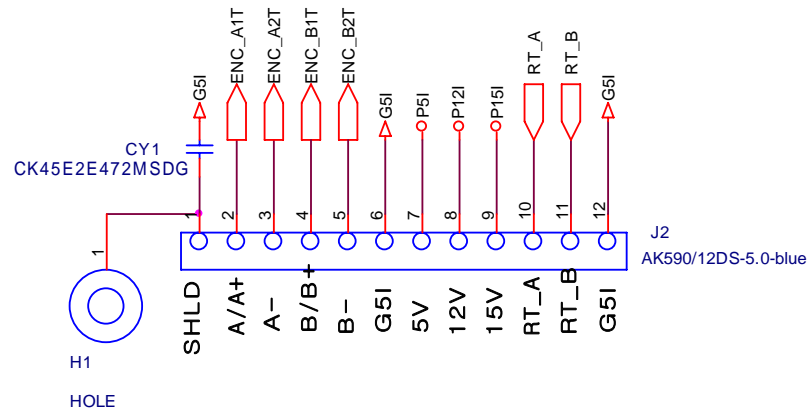 ENC_A1T
ENC_A2T
ENC_B1T
ENC_B2T
RT_A
RT_B
G5I
G5I
P5I
P12I
P15I
G5I
CY1
CK45E2E472MSDG
1
2
3
4
5
6
7
8
9
10
11
12
1
J2
AK590/12DS-5.0-blue
SHLD
A/A+
A-
B/B+
B-
G5I
5V
12V
15V
RT_A
RT_B
G5I
H1
HOLE